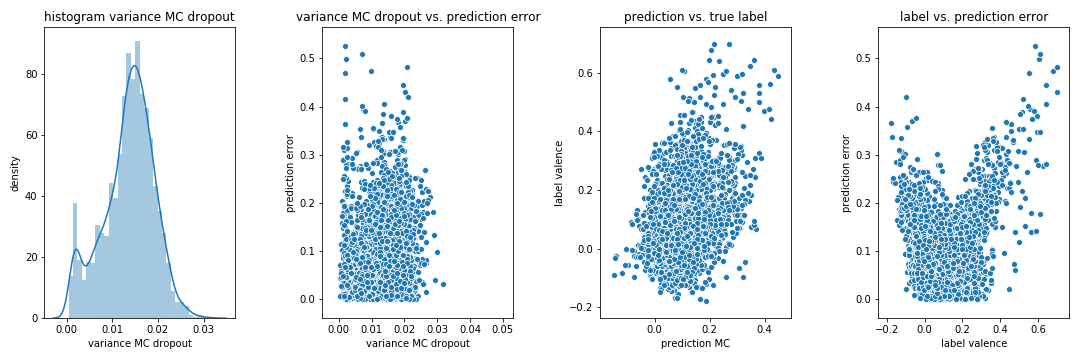 histogram variance MC dropout
density
80
60
40
20
0
0.00 0.01 0.02 0.03
variance MC dropout
variance MC dropout vs. prediction error
prediction error
0.5
0.4
0.3
0.2
0.1
0.0
0.00 0.01 0.02 0.03 0.04 0.05
variance MC dropout
prediction vs. true label
label valence
0.6
0.4
0.2
0.0
−0.2
0.0 0.2 0.4
prediction MC
label vs. prediction error
prediction error
0.5
0.4
0.3
0.2
0.1
0.0
−0.2 0.0 0.2 0.4 0.6
label valence